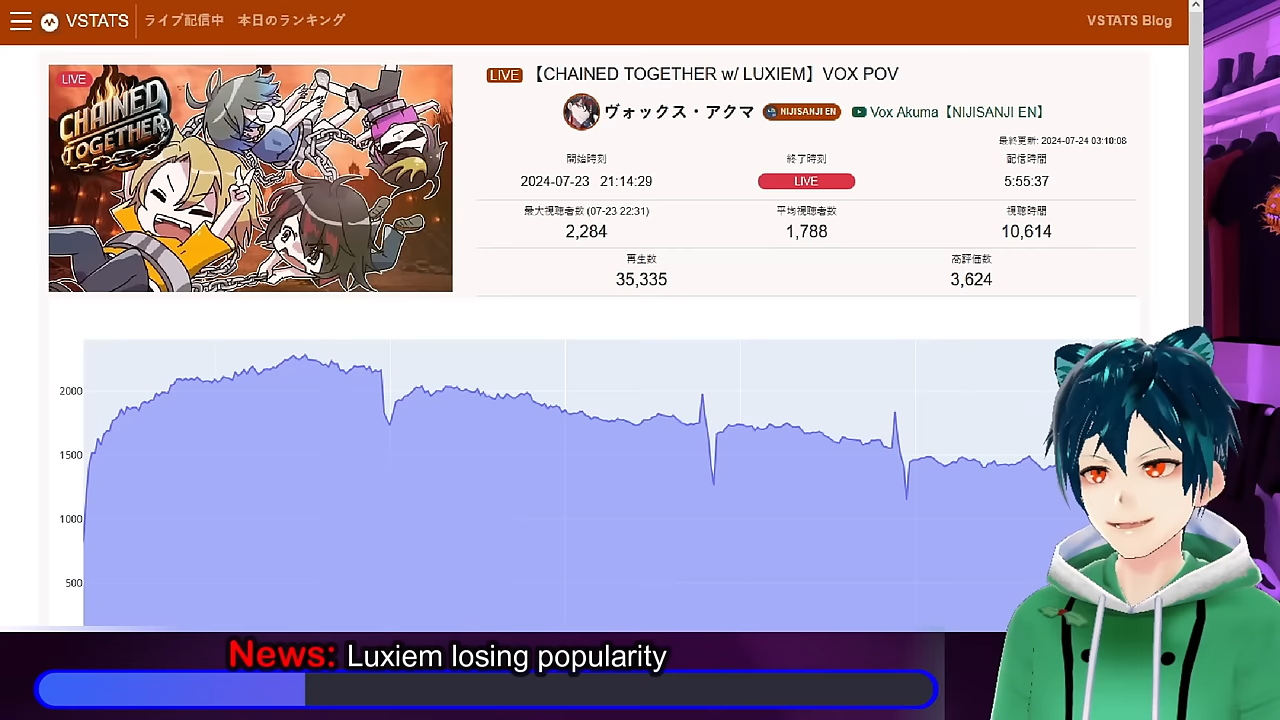 VSTATS ライブ配信中 本日のランキング VSTATS Blog
LIVE
CHAINED
TOGETHER
LIVE 【CHAINED TOGETHER w/ LUXIEM】VOX POV
ヴォックス・アクマ NIJISANJI EN Vox Akuma【NIJISANJI EN】
最終更新: 2024-07-24 03:10:08
開始時刻 終了時刻 配信時間
2024-07-23 21:14:29 LIVE 5:55:37
最大視聴者数 (07-23 22:31) 平均視聴者数 視聴時間
2,284 1,788 10,614
再生数 高評価数
35,335 3,624
2000
1500
1000
500
News: Luxiem losing popularity